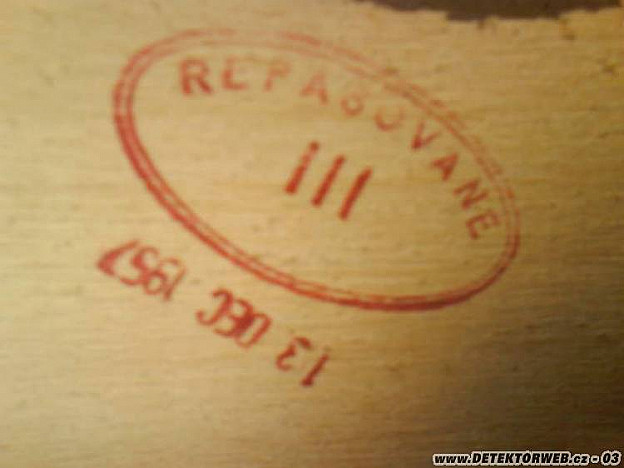 REPASOVANE
III
13 DEC 1957
www.DETEKTORWEB.cz - 03